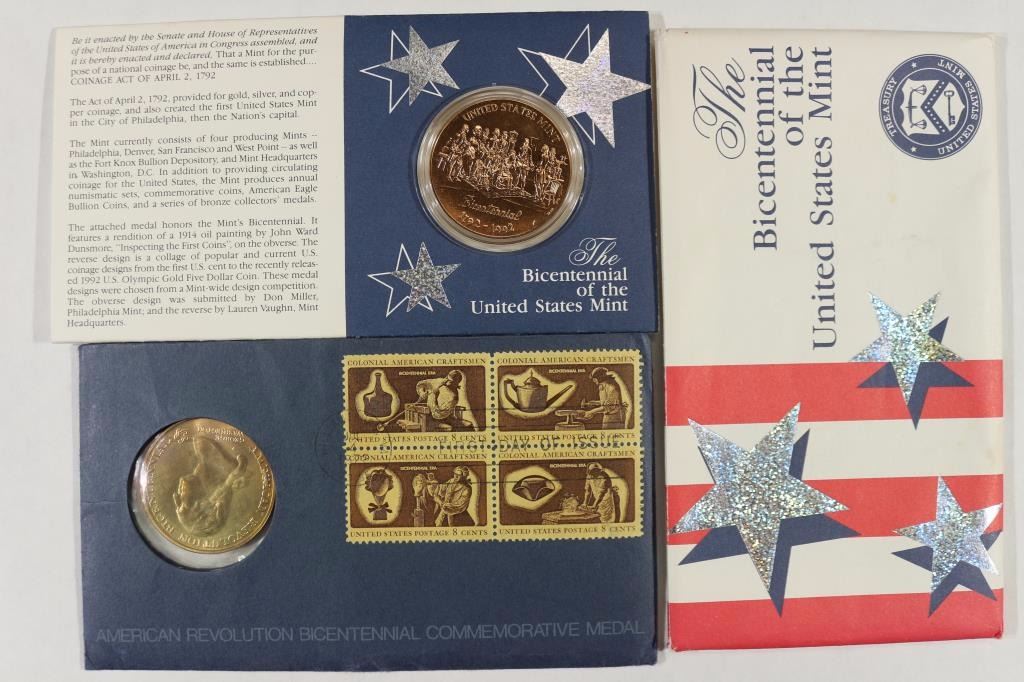 Be it enacted by the Senate and House of Representatives
of the United States of America in Congress assembled, and
it is hereby enacted and declared, That a Mint for the pur-
pose of a national coinage be, and the same is established....
COINAGE ACT OF APRIL 2, 1792
The Act of April 2, 1792, provided for gold, silver, and cop-
per coinage, and also created the first United States Mint
in the City of Philadelphia, then the Nation's capital.
The Mint currently consists of four producing Mints --
Philadelphia, Denver, San Francisco and West Point -- as well
as the Fort Knox Bullion Depository, and Mint Headquarters
in Washington, D.C. In addition to providing circulating
coinage for the United States, the Mint produces annual
numismatic sets, commemorative coins, American Eagle
Bullion Coins, and a series of bronze collectors' medals.
The attached medal honors the Mint's Bicentennial. It
features a rendition of a 1914 oil painting by John Ward
Dunsmore, "Inspecting the First Coins", on the obverse. The
reverse design is a collage of popular and current U.S.
coinage designs from the first U.S. cent to the recently releas-
ed 1992 U.S. Olympic Gold Five Dollar Coin. These medal
designs were chosen from a Mint-wide design competition.
The obverse design was submitted by Don Miller,
Philadelphia Mint; and the reverse by Lauren Vaughn, Mint
Headquarters.
UNITED STATES MINT
Bicentennial
1792-1992
The
Bicentennial
of the
United States Mint
The
Bicentennial
of the
United States Mint
TREASURY
UNITED STATES MINT
COLONIAL AMERICAN CRAFTSMEN
BICENTENNIAL ERA
UNITED STATES POSTAGE 8 CENTS
COLONIAL AMERICAN CRAFTSMEN
BICENTENNIAL ERA
UNITED STATES POSTAGE 8 CENTS
FIRST DAY OF ISSUE
COLONIAL AMERICAN CRAFTSMEN
BICENTENNIAL ERA
UNITED STATES POSTAGE 8 CENTS
COLONIAL AMERICAN CRAFTSMEN
BICENTENNIAL ERA
UNITED STATES POSTAGE 8 CENTS
GEORGE WASHINGTON
REVOLUTION BICENTENNIAL
AMERICAN REVOLUTION BICENTENNIAL COMMEMORATIVE MEDAL